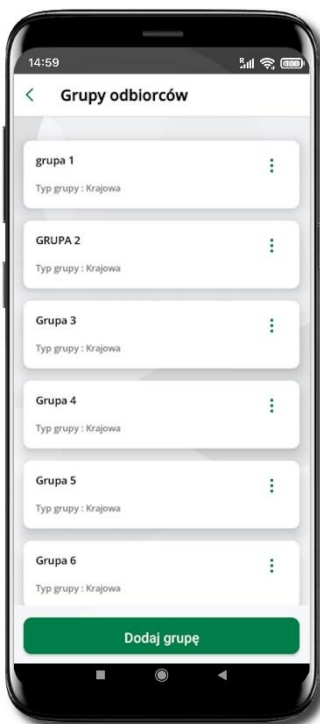 14:59
Grupy odbiorców
grupa 1
Typ grupy : Krajowa
GRUPA 2
Typ grupy : Krajowa
Grupa 3
Typ grupy : Krajowa
Grupa 4
Typ grupy : Krajowa
Grupa 5
Typ grupy : Krajowa
Grupa 6
Typ grupy : Krajowa
Dodaj grupę